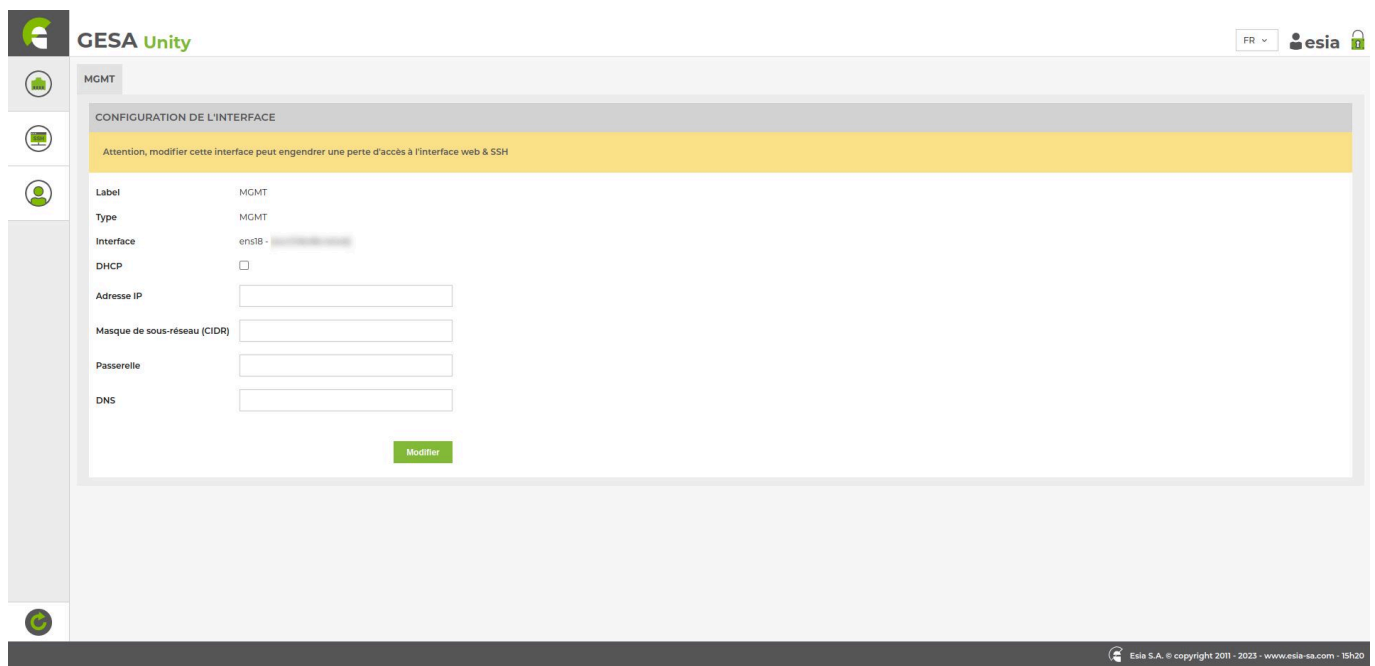 GESA Unity
FR
esia
MGMT
CONFIGURATION DE L'INTERFACE
Attention, modifier cette interface peut engendrer une perte d'accès à l'interface web & SSH
Label MGMT
Type MGMT
Interface ens18 -
DHCP
Adresse IP
Masque de sous-réseau (CIDR)
Passerelle
DNS
Modifier
Esia S.A. © copyright 2011 - 2023 - www.esia-sa.com - 15h20